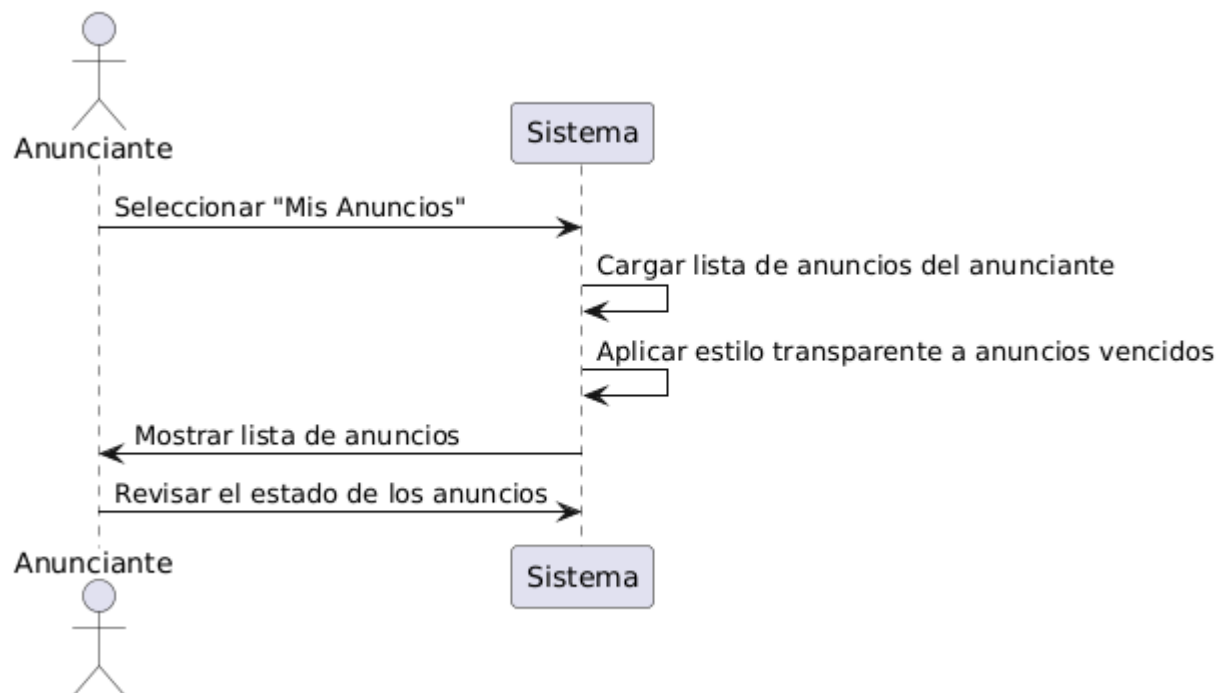 Anunciante
Sistema
Seleccionar "Mis Anuncios"
Cargar lista de anuncios del anunciante
Aplicar estilo transparente a anuncios vencidos
Mostrar lista de anuncios
Revisar el estado de los anuncios
Anunciante
Sistema